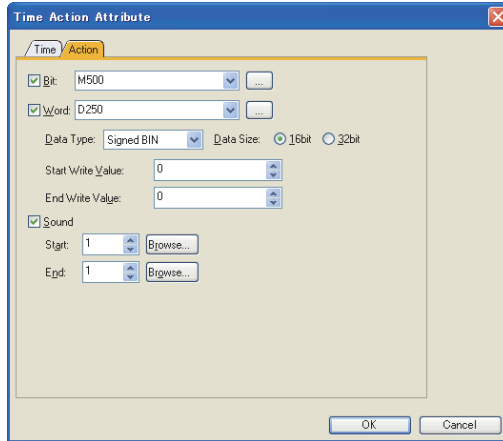 Time Action Attribute
Time Action
Bit: M500 ...
Word: D250 ...
Data Type: Signed BIN Data Size: 16bit 32bit
Start Write Value: 0
End Write Value: 0
Sound
Start: 1 Browse...
End: 1 Browse...
OK Cancel